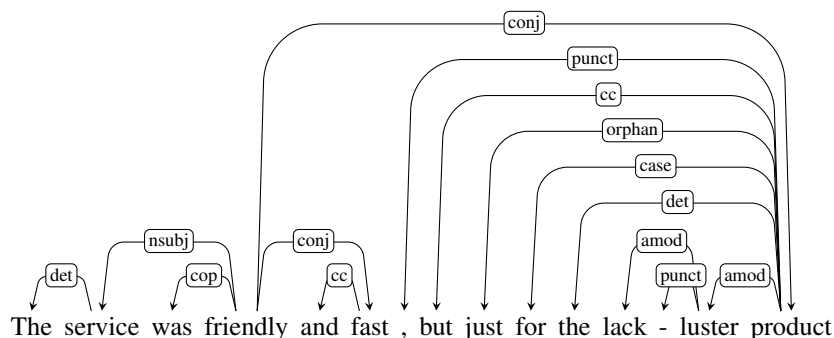 conj
punct
cc
orphan
case
det
nsubj conj amod
det cop cc punct amod
The service was friendly and fast , but just for the lack - luster product